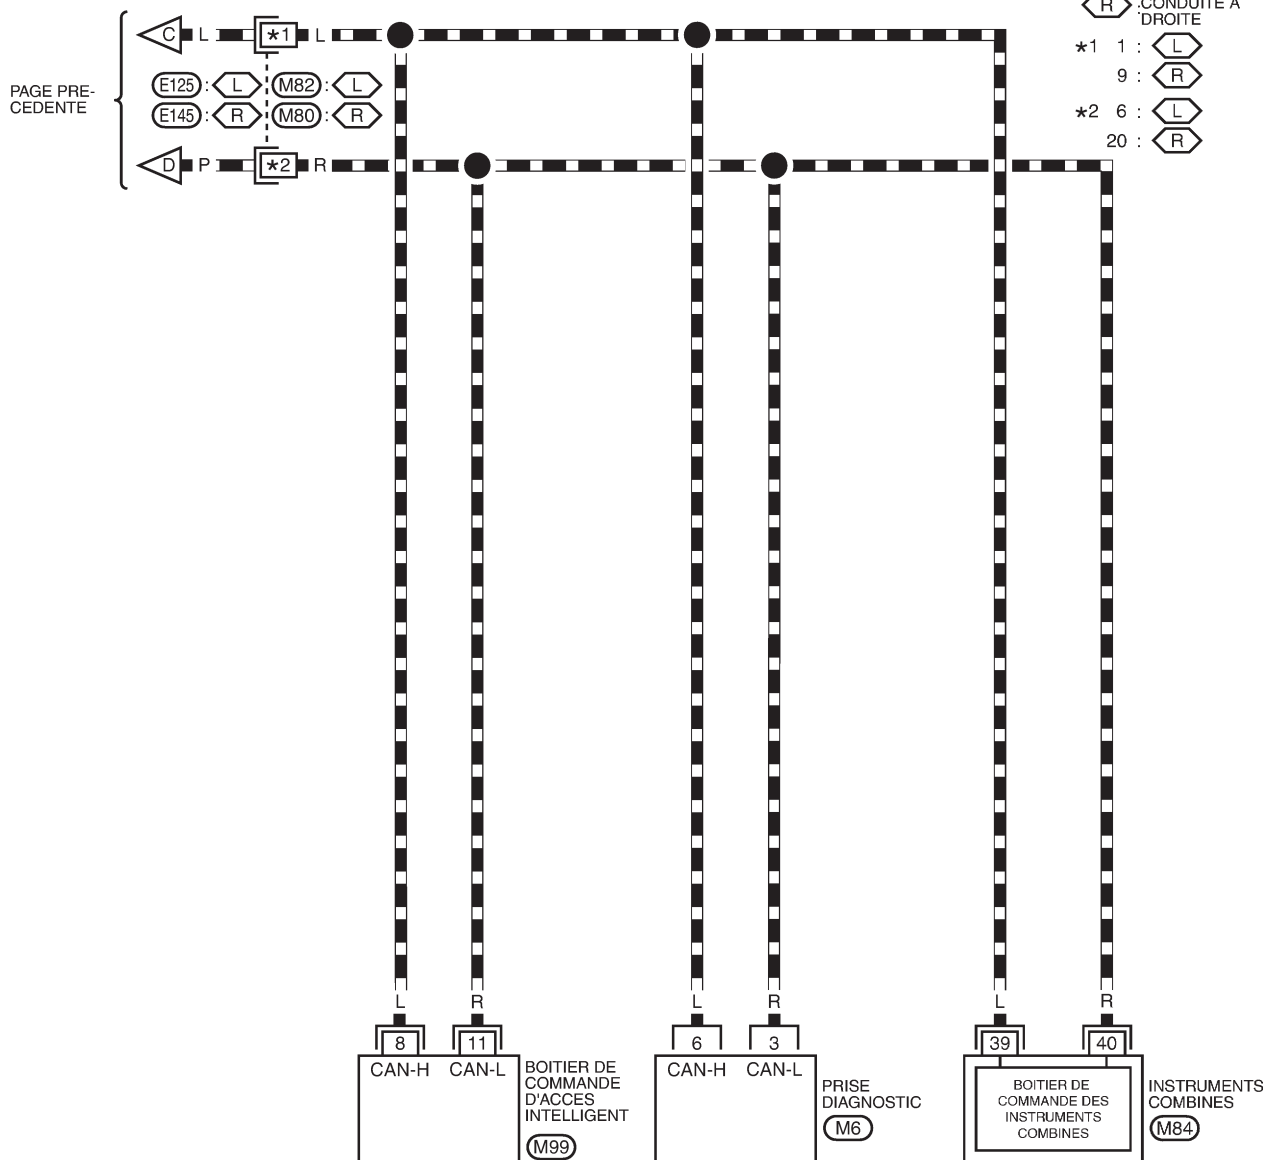 R : CONDUITE A
DROITE
C L *1 L
*1 1 : L
9 : R
PAGE PRE-
CEDENTE
E125 : L M82 : L
E145 : R M80 : R
*2 6 : L
20 : R
D P *2 R
L R L R L R
8 11 6 3 39 40
CAN-H CAN-L
BOITIER DE
COMMANDE
D'ACCES
INTELLIGENT
M99
CAN-H CAN-L
PRISE
DIAGNOSTIC
M6
BOITIER DE
COMMANDE DES
INSTRUMENTS
COMBINES
INSTRUMENTS
COMBINES
M84